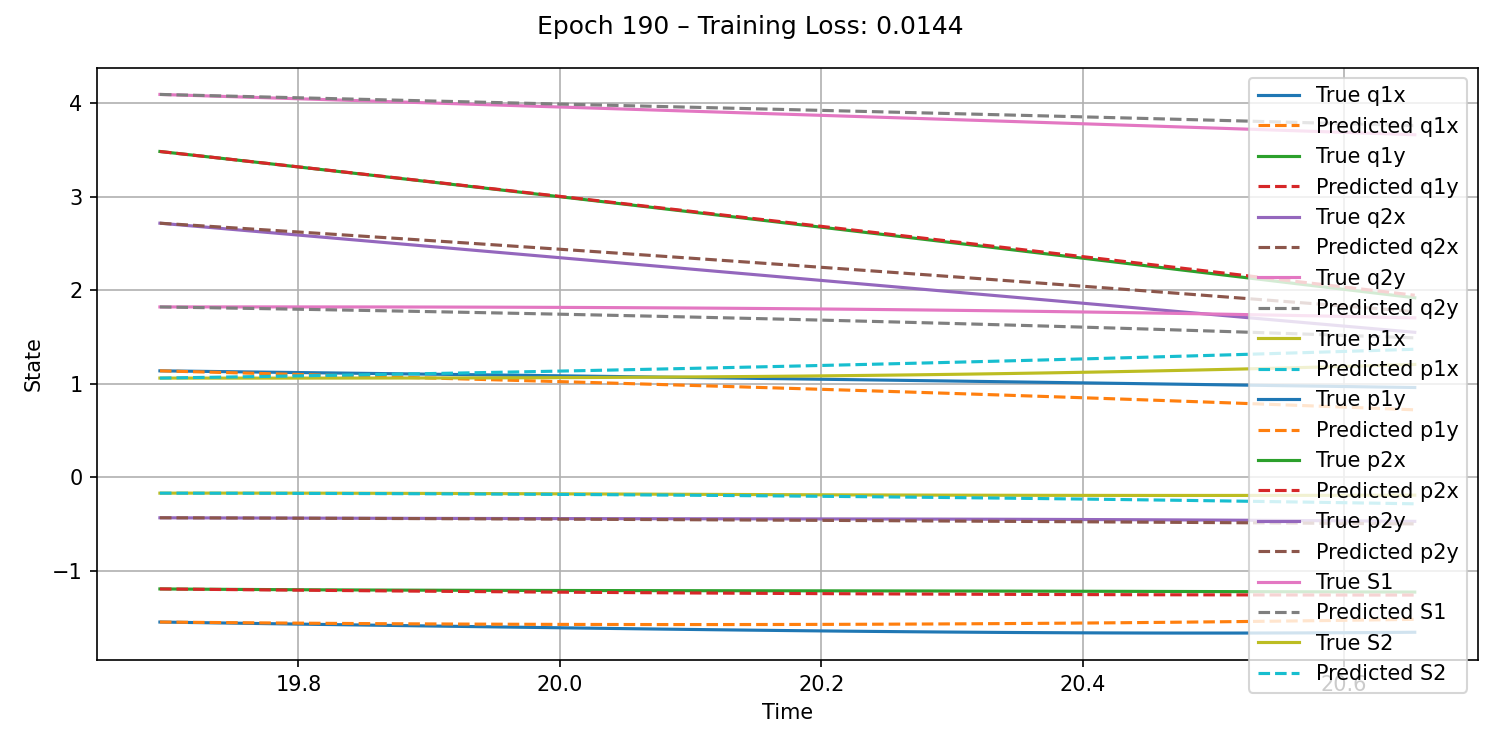 Epoch 190 – Training Loss: 0.0144
4
3
2
1
0
−1
State
19.8
20.0
20.2
20.4
20.6
Time
True q1x
Predicted q1x
True q1y
Predicted q1y
True q2x
Predicted q2x
True q2y
Predicted q2y
True p1x
Predicted p1x
True p1y
Predicted p1y
True p2x
Predicted p2x
True p2y
Predicted p2y
True S1
Predicted S1
True S2
Predicted S2